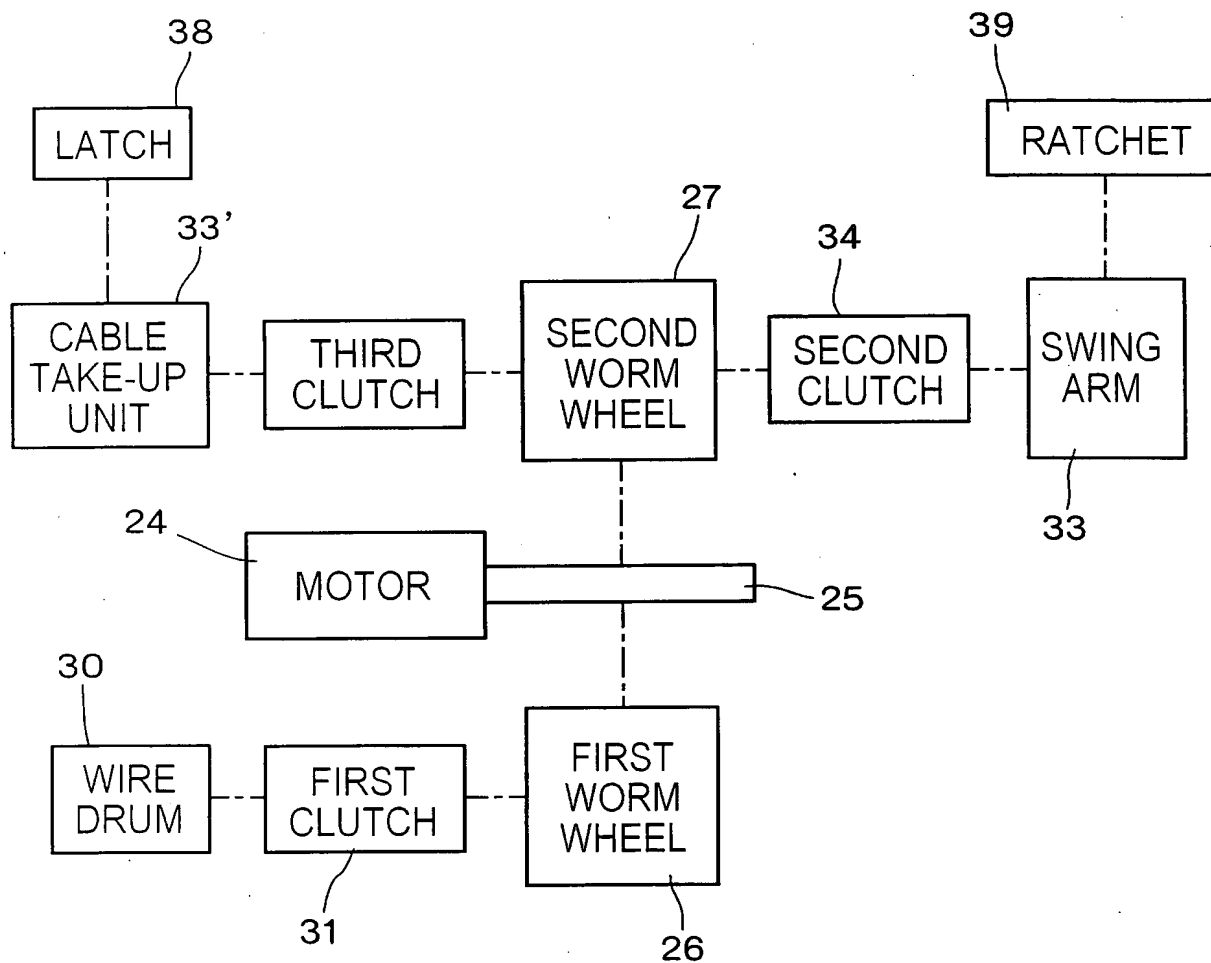 38
LATCH
39
RATCHET
33’
CABLE
TAKE-UP
UNIT
THIRD
CLUTCH
27
SECOND
WORM
WHEEL
34
SECOND
CLUTCH
SWING
ARM
33
24
MOTOR
25
30
WIRE
DRUM
FIRST
CLUTCH
31
FIRST
WORM
WHEEL
26